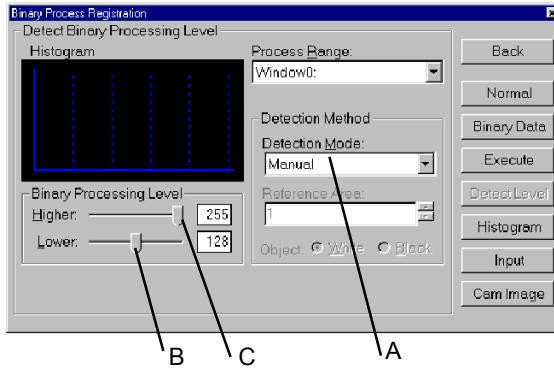 Binary Process Registration
Detect Binary Processing Level
Histogram
Process Range:
Window0:
Detection Method
Detection Mode:
Manual
Reference Area:
1
Object: White Black
Binary Processing Level
Higher: 255
Lower: 128
Back
Normal
Binary Data
Execute
Detect Level
Histogram
Input
Cam Image
B C A